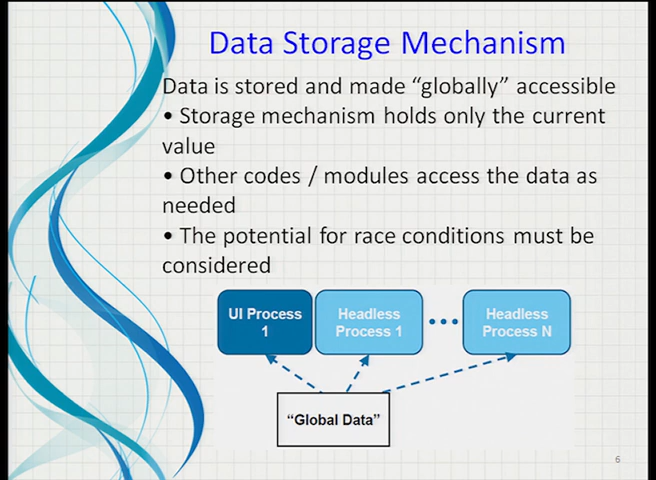 Data Storage Mechanism
Data is stored and made “globally” accessible
• Storage mechanism holds only the current
value
• Other codes / modules access the data as
needed
• The potential for race conditions must be
considered
UI Process
1
Headless
Process 1
Headless
Process N
“Global Data”
6